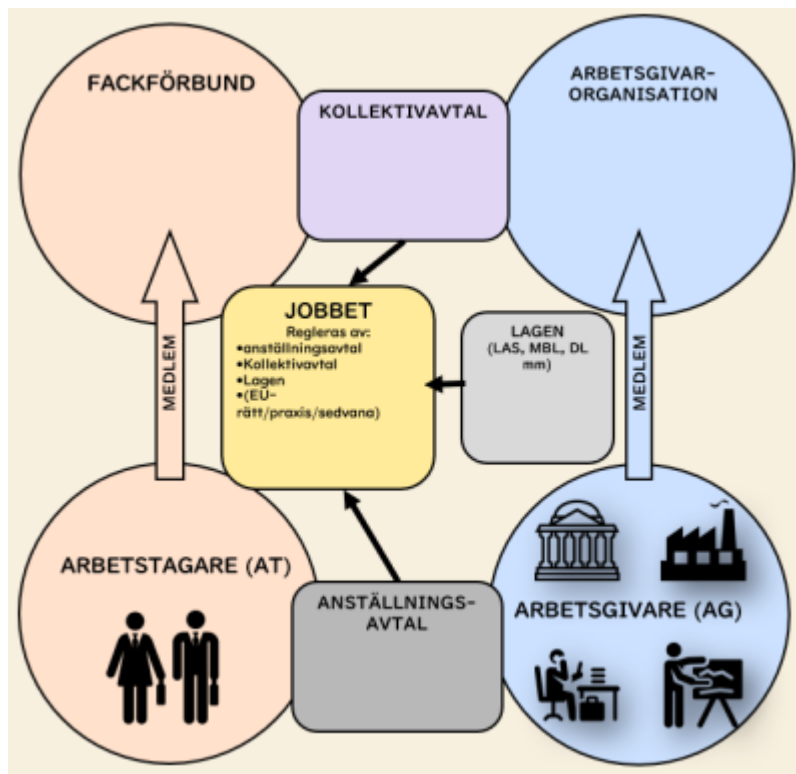 FACKFÖRBUND
ARBETSGIVAR-
ORGANISATION
KOLLEKTIVAVTAL
JOBBET
Regleras av:
•anställningsavtal
•Kollektivavtal
•Lagen
•(EU-
rätt/praxis/sedvana)
LAGEN
(LAS, MBL, DL
mm)
MEDLEM
MEDLEM
ARBETSTAGARE (AT)
ANSTÄLLNINGS-
AVTAL
ARBETSGIVARE (AG)